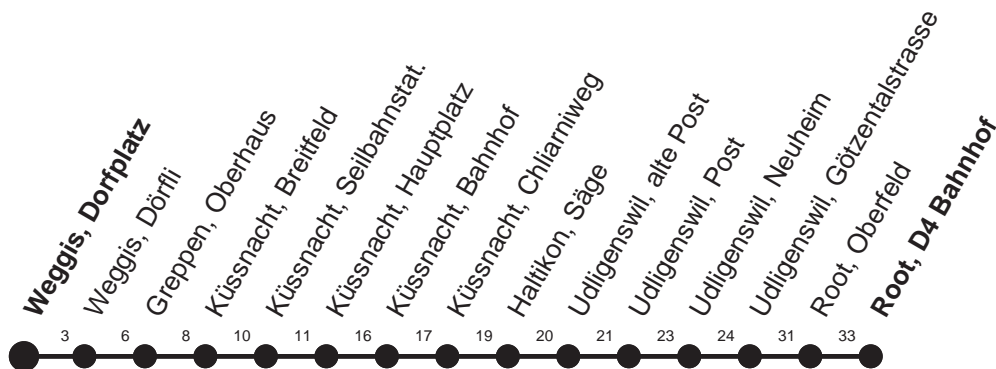 Weggis, Dorfplatz
Weggis, Dörfli
Greppen, Oberhaus
Küssnacht, Breitfeld
Küssnacht, Seilbahnstat.
Küssnacht, Hauptplatz
Küssnacht, Bahnhof
Küssnacht, Chliarniweg
Haltikon, Säge
Udligenswil, alte Post
Udligenswil, Post
Udligenswil, Neuheim
Udligenswil, Götzentalstrasse
Root, Oberfeld
Root, D4 Bahnhof
3 6 8 10 11 16 17 19 20 21 23 24 31 33